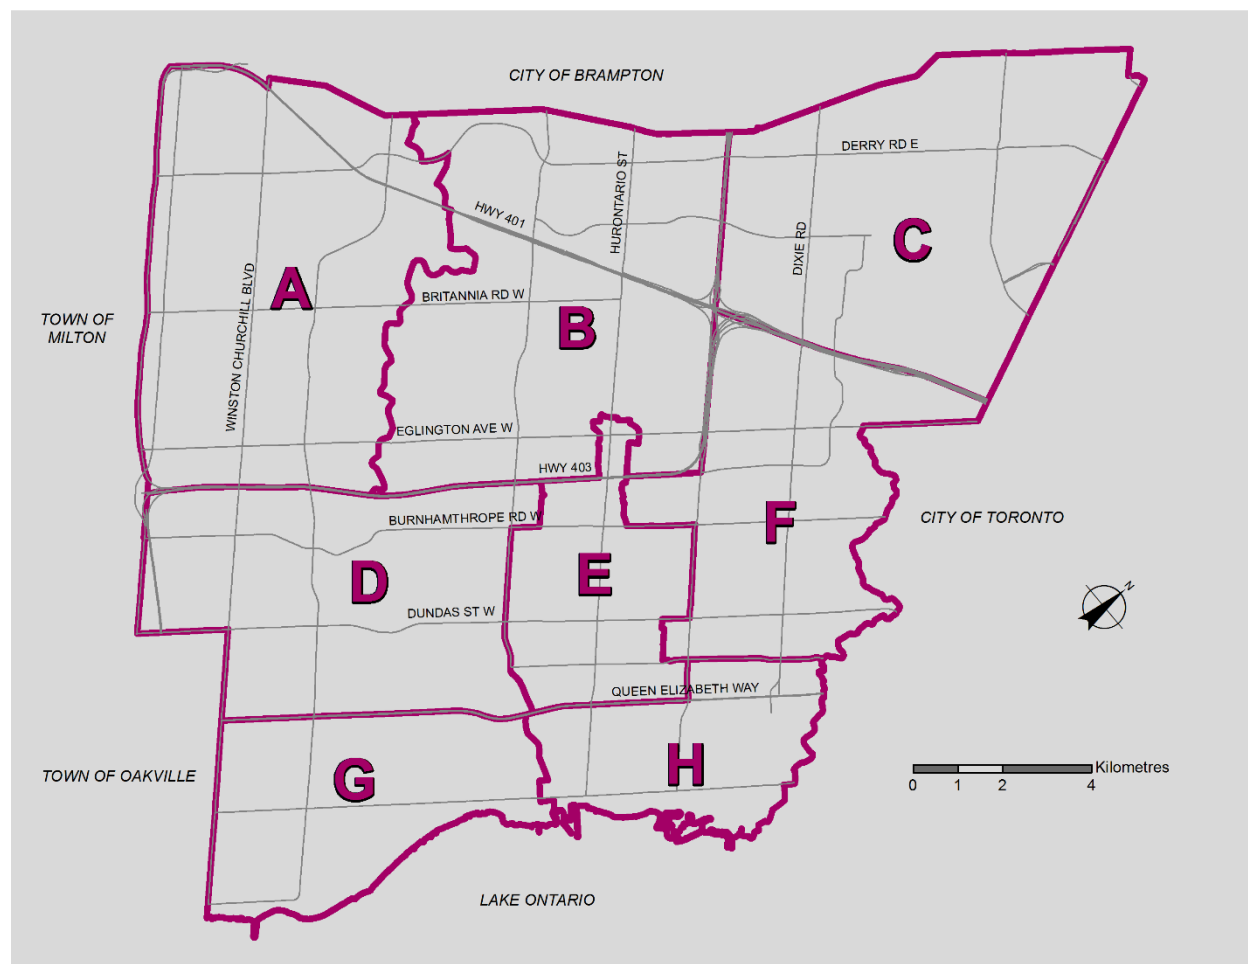 CITY OF BRAMPTON
DERRY RD E
HURONTARIO ST
HWY 401
C
DIXIE RD
A
WINSTON CHURCHILL BLVD
BRITANNIA RD W
B
TOWN OF
MILTON
EGLINGTON AVE W
HWY 403
BURNHAMTHROPE RD W
F
CITY OF TORONTO
D
E
N
DUNDAS ST W
QUEEN ELIZABETH WAY
TOWN OF OAKVILLE
G
H
Kilometres
0 1 2 4
LAKE ONTARIO